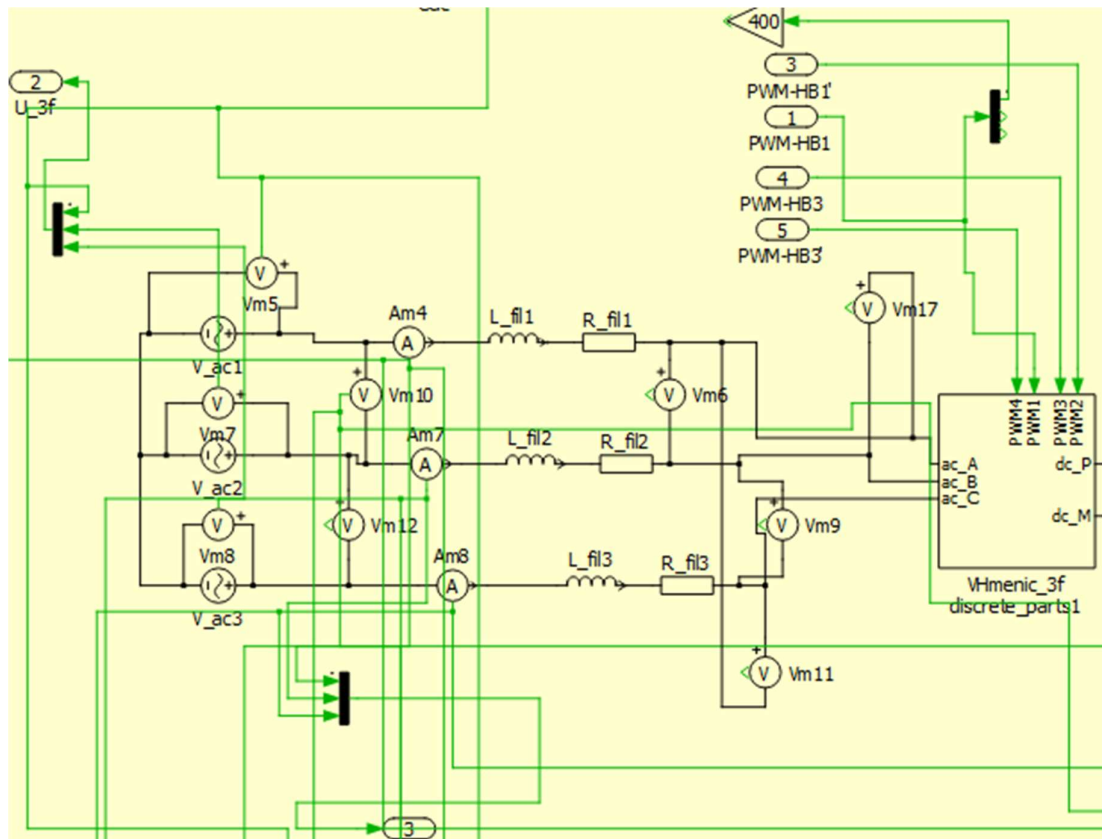 400
3
PWM-HB1'
1
PWM-HB1
4
PWM-HB3
5
PWM-HB3'
2
U_3f
V
Vm5
V_ac1
V
Vm7
V_ac2
V
Vm8
V_ac3
Am4
A
L_fil1
R_fil1
V
Vm10
V
Vm6
Am7
A
L_fil2
R_fil2
V
Vm12
V
Vm9
Am8
A
L_fil3
R_fil3
V
Vm11
V
Vm17
PWM4
PWM1
PWM3
PWM2
ac_A
ac_B
ac_C
dc_P
dc_M
VHmenic_3f
discrete_parts1
3